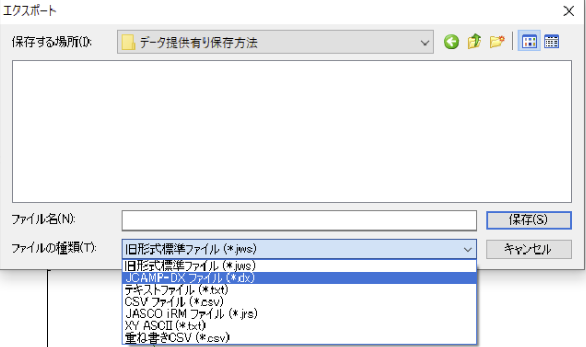 エクスポート
保存する場所(I):
データ提供有り保存方法
ファイル名(N):
保存(S)
ファイルの種類(T):
旧形式標準ファイル (*.jws)
キャンセル
旧形式標準ファイル (*.jws)
JCAMP-DX ファイル (*.dx)
テキストファイル (*.txt)
CSV ファイル (*.csv)
JASCO iRM ファイル (*.jrs)
XY ASCII (*.txt)
重ね書きCSV (*.csv)